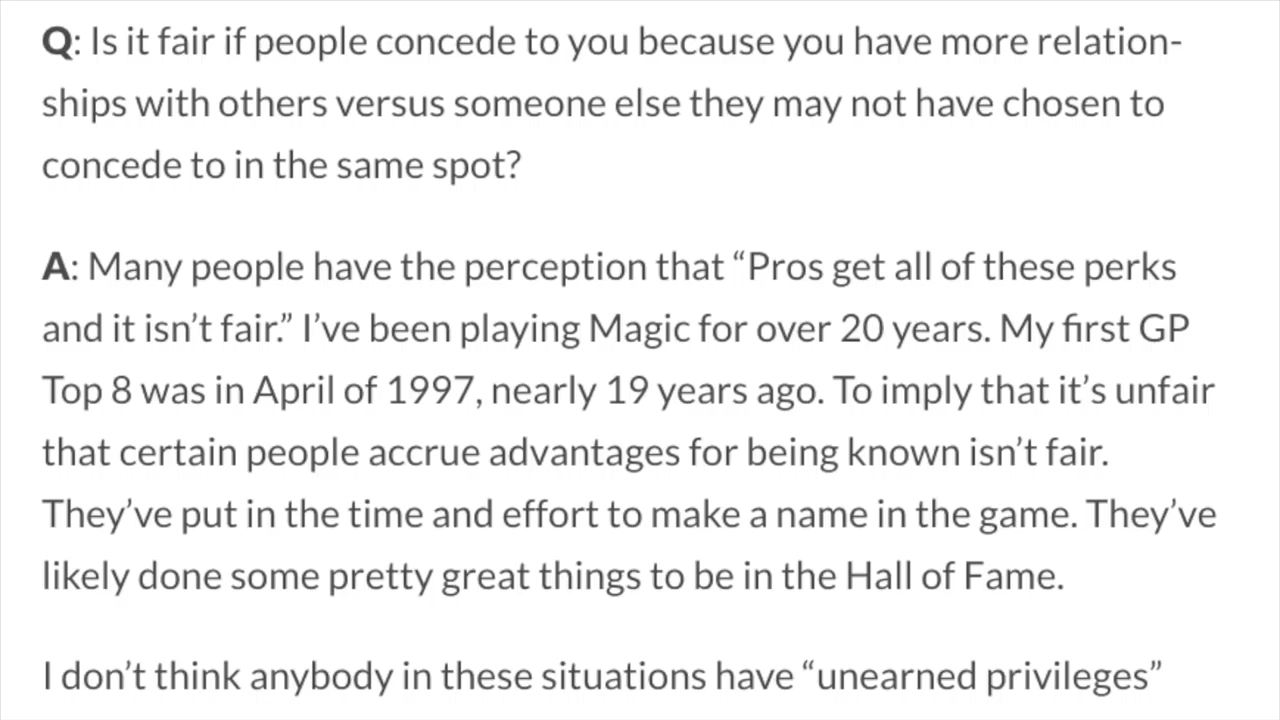 Q: Is it fair if people concede to you because you have more relation-
ships with others versus someone else they may not have chosen to
concede to in the same spot?
A: Many people have the perception that “Pros get all of these perks
and it isn’t fair.” I’ve been playing Magic for over 20 years. My first GP
Top 8 was in April of 1997, nearly 19 years ago. To imply that it’s unfair
that certain people accrue advantages for being known isn’t fair.
They’ve put in the time and effort to make a name in the game. They’ve
likely done some pretty great things to be in the Hall of Fame.
I don’t think anybody in these situations have “unearned privileges”